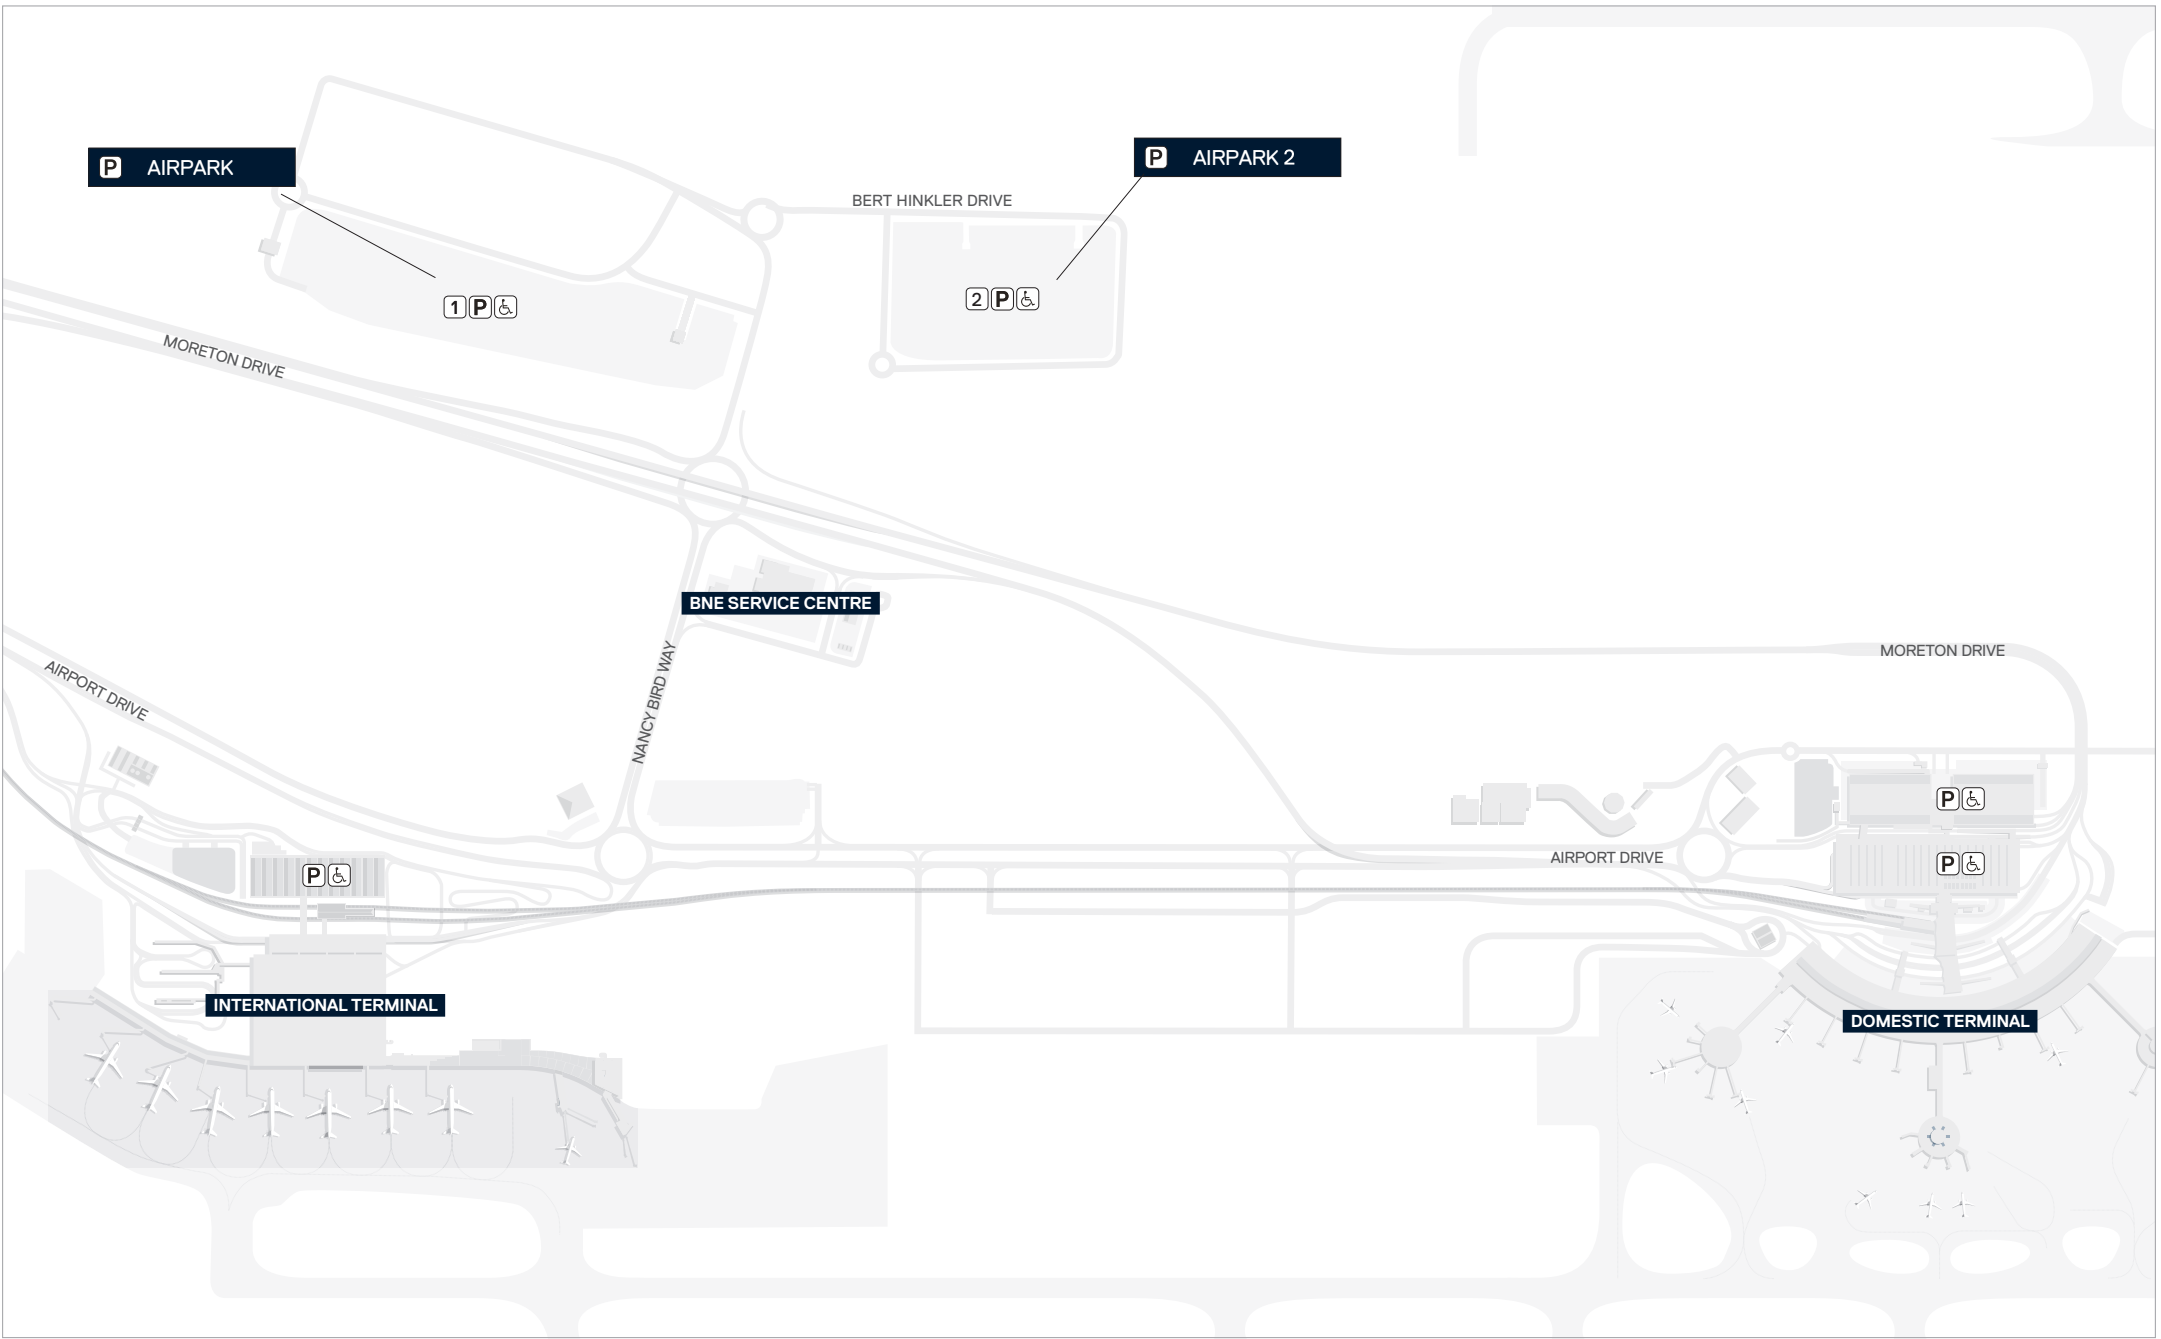 P AIRPARK
P AIRPARK 2
BERT HINKLER DRIVE
1 P
2 P
MORETON DRIVE
BNE SERVICE CENTRE
NANCY BIRD WAY
MORETON DRIVE
AIRPORT DRIVE
P
AIRPORT DRIVE
P
P
INTERNATIONAL TERMINAL
DOMESTIC TERMINAL